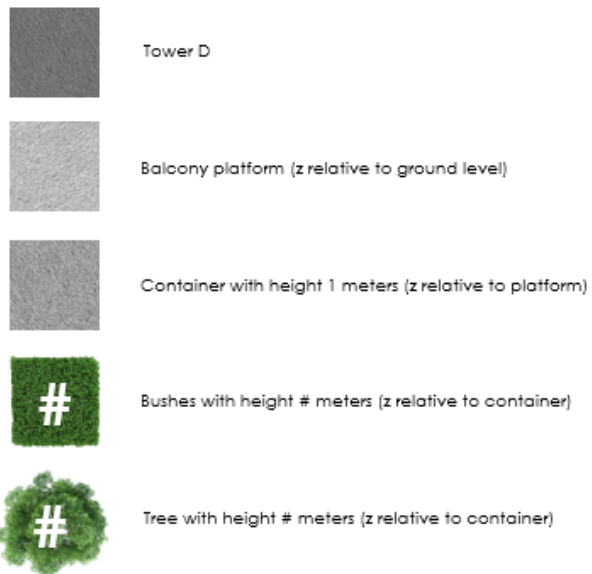 Tower D
Balcony platform (z relative to ground level)
Container with height 1 meters (z relative to platform)
#
Bushes with height # meters (z relative to container)
#
Tree with height # meters (z relative to container)